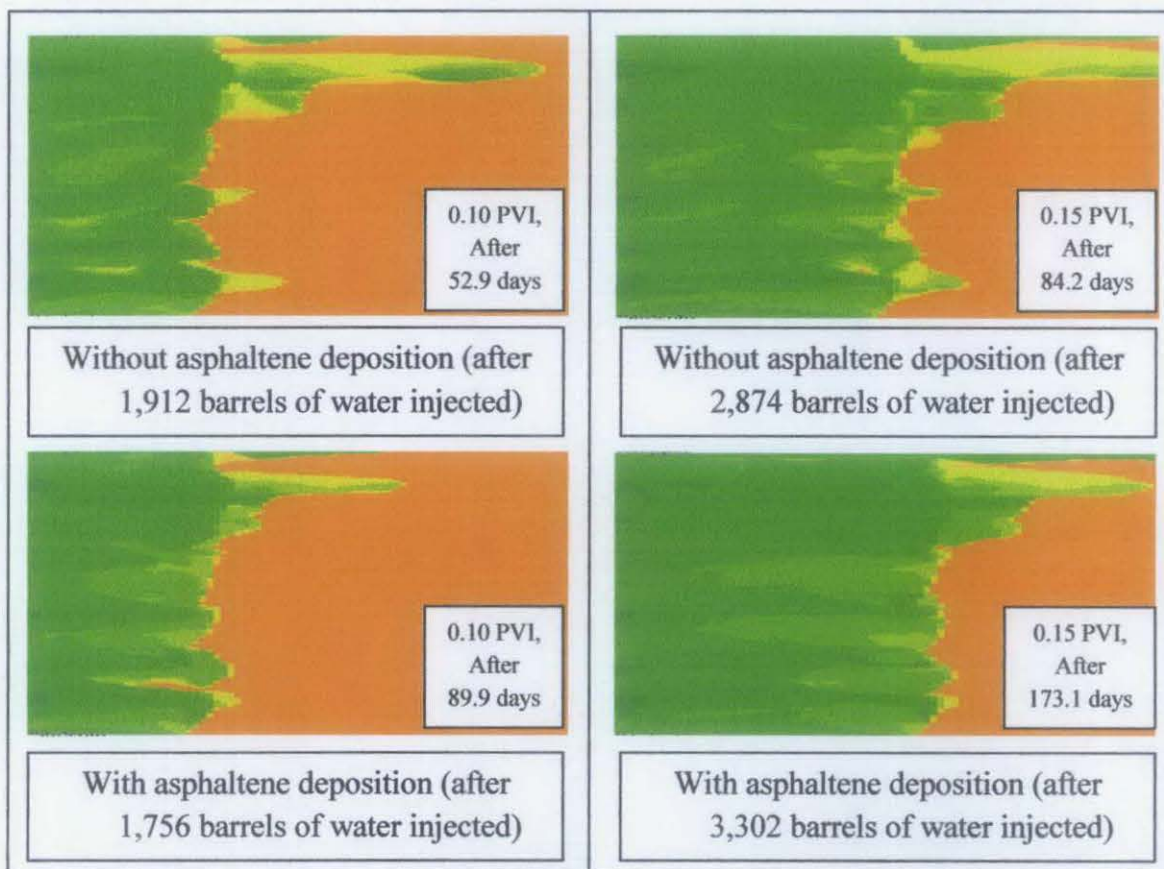 0.10 PVI,
After
52.9 days
Without asphaltene deposition (after
1,912 barrels of water injected)
0.15 PVI,
After
84.2 days
Without asphaltene deposition (after
2,874 barrels of water injected)
0.10 PVI,
After
89.9 days
With asphaltene deposition (after
1,756 barrels of water injected)
0.15 PVI,
After
173.1 days
With asphaltene deposition (after
3,302 barrels of water injected)